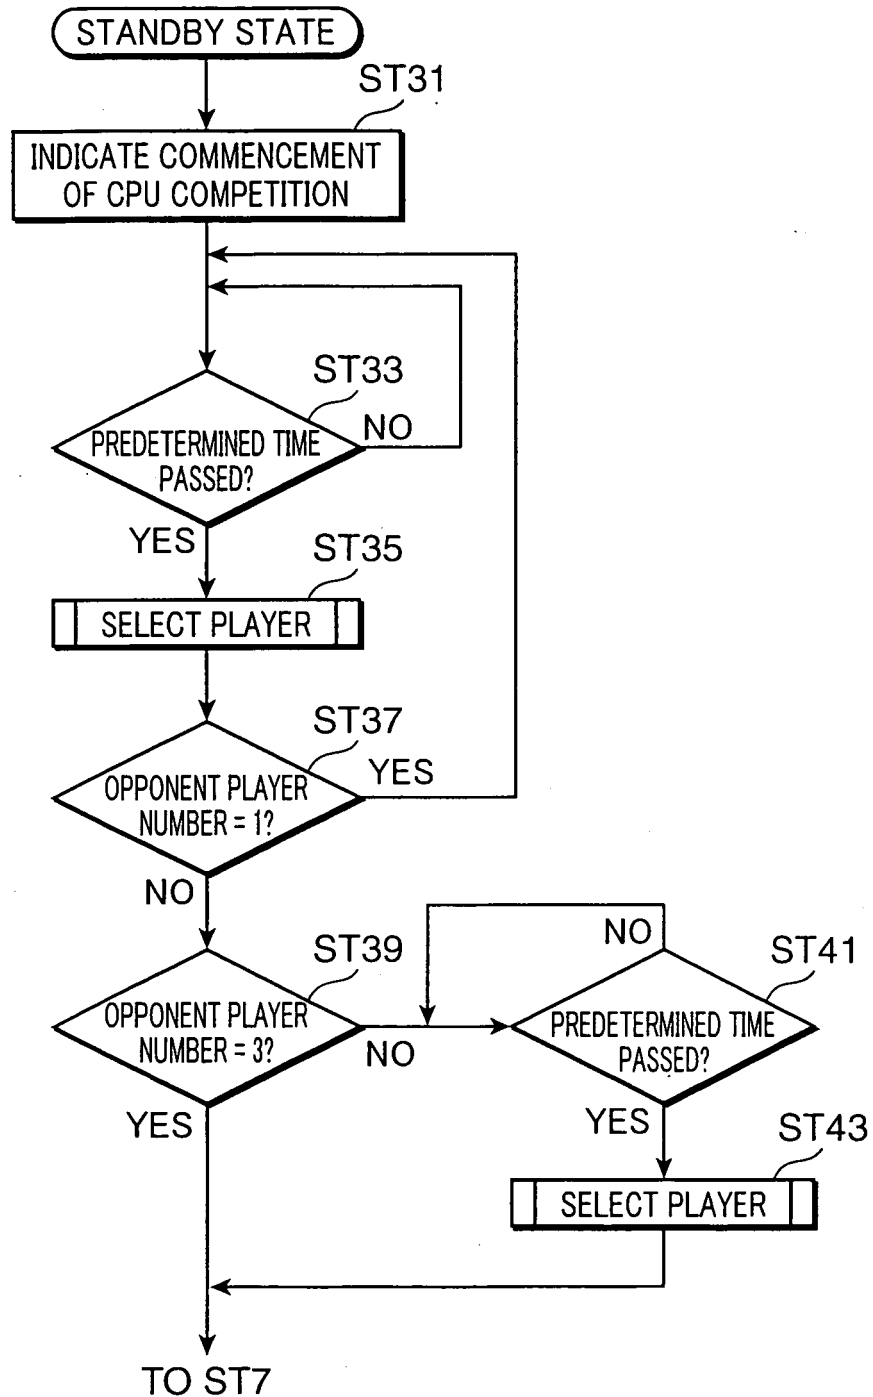 STANDBY STATE
ST31
INDICATE COMMENCEMENT
OF CPU COMPETITION
ST33
PREDETERMINED TIME
PASSED?
NO
YES
ST35
SELECT PLAYER
ST37
OPPONENT PLAYER
NUMBER = 1?
YES
NO
ST39
OPPONENT PLAYER
NUMBER = 3?
NO
YES
NO
ST41
PREDETERMINED TIME
PASSED?
YES
ST43
SELECT PLAYER
TO ST7